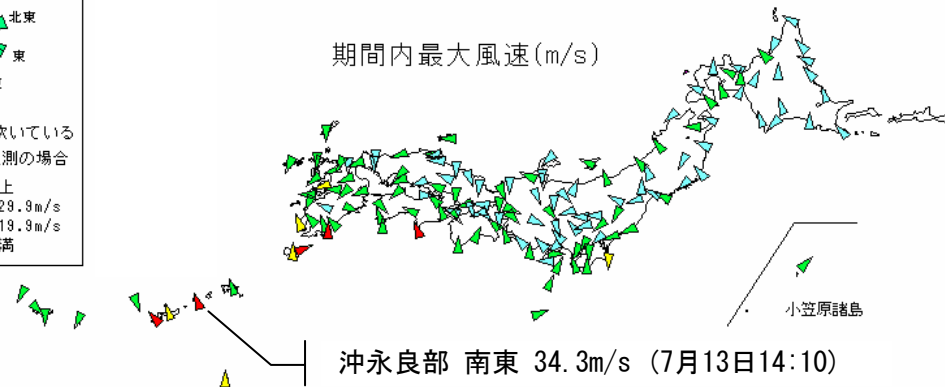 北東
東
吹いている
測の場合
上
29.9m/s
19.9m/s
満
期間内最大風速(m/s)
小笠原諸島
沖永良部 南東 34.3m/s (7月13日14:10)